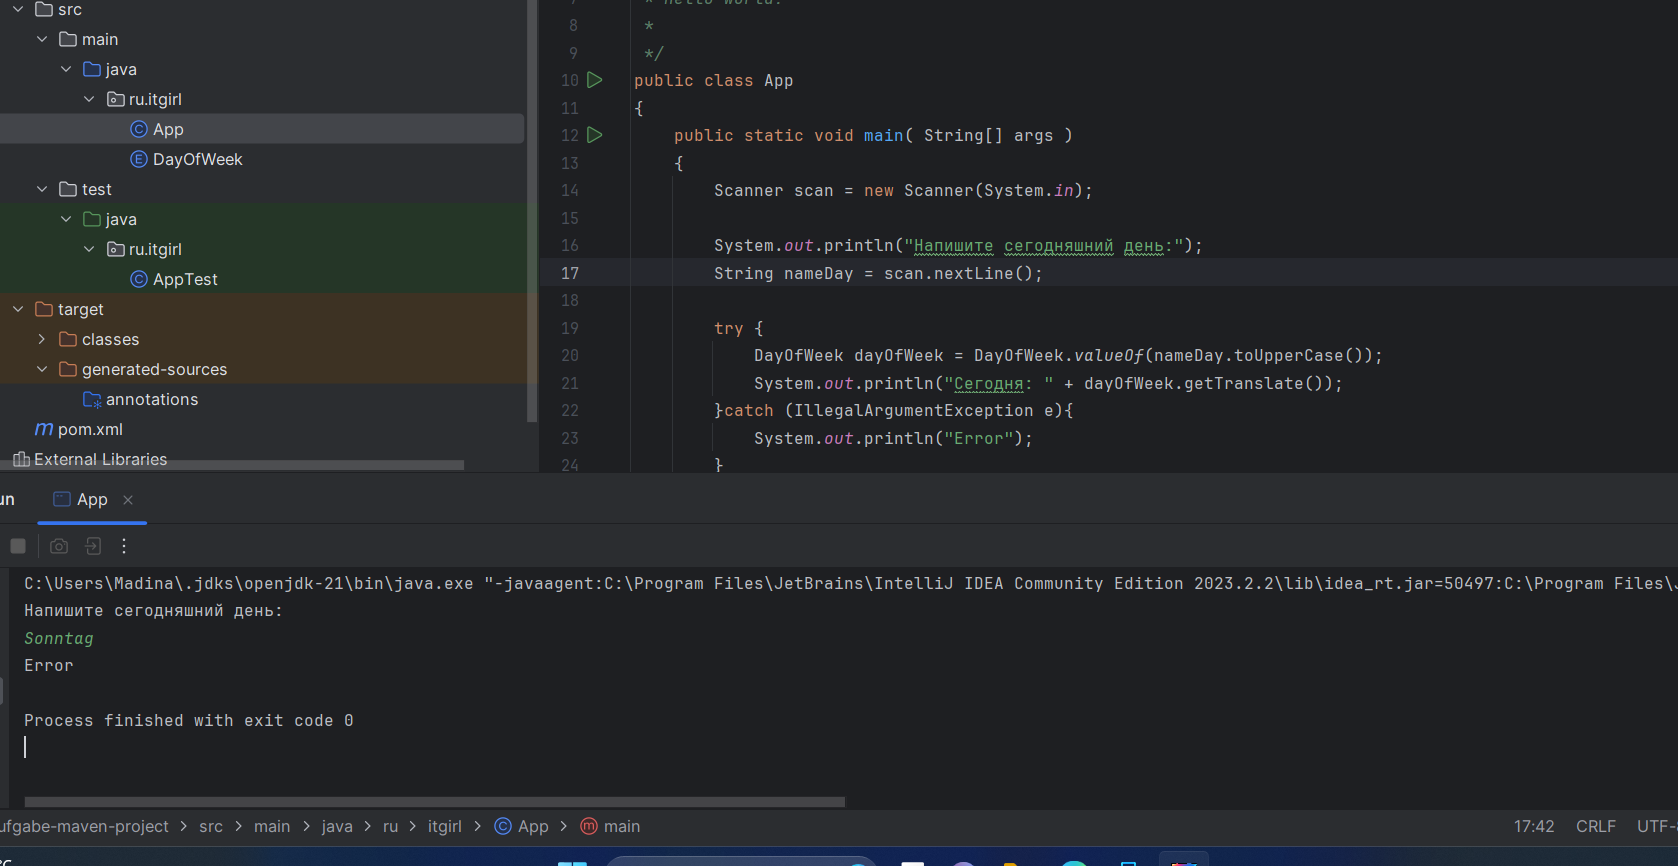 src
main
java
ru.itgirl
App
DayOfWeek
test
java
ru.itgirl
AppTest
target
classes
generated-sources
annotations
pom.xml
External Libraries
8 *
9 */
10 public class App
11 {
12 public static void main( String[] args )
13 {
14 Scanner scan = new Scanner(System.in);
15
16 System.out.println("Напишите сегодняшний день:");
17 String nameDay = scan.nextLine();
18
19 try {
20 DayOfWeek dayOfWeek = DayOfWeek.valueOf(nameDay.toUpperCase());
21 System.out.println("Сегодня: " + dayOfWeek.getTranslate());
22 }catch (IllegalArgumentException e){
23 System.out.println("Error");
24 }
un App
C:\Users\Madina\.jdks\openjdk-21\bin\java.exe "-javaagent:C:\Program Files\JetBrains\IntelliJ IDEA Community Edition 2023.2.2\lib\idea_rt.jar=50497:C:\Program Files\J
Напишите сегодняшний день:
Sonntag
Error
Process finished with exit code 0
ufgabe-maven-project > src > main > java > ru > itgirl > App > main 17:42 CRLF UTF-8